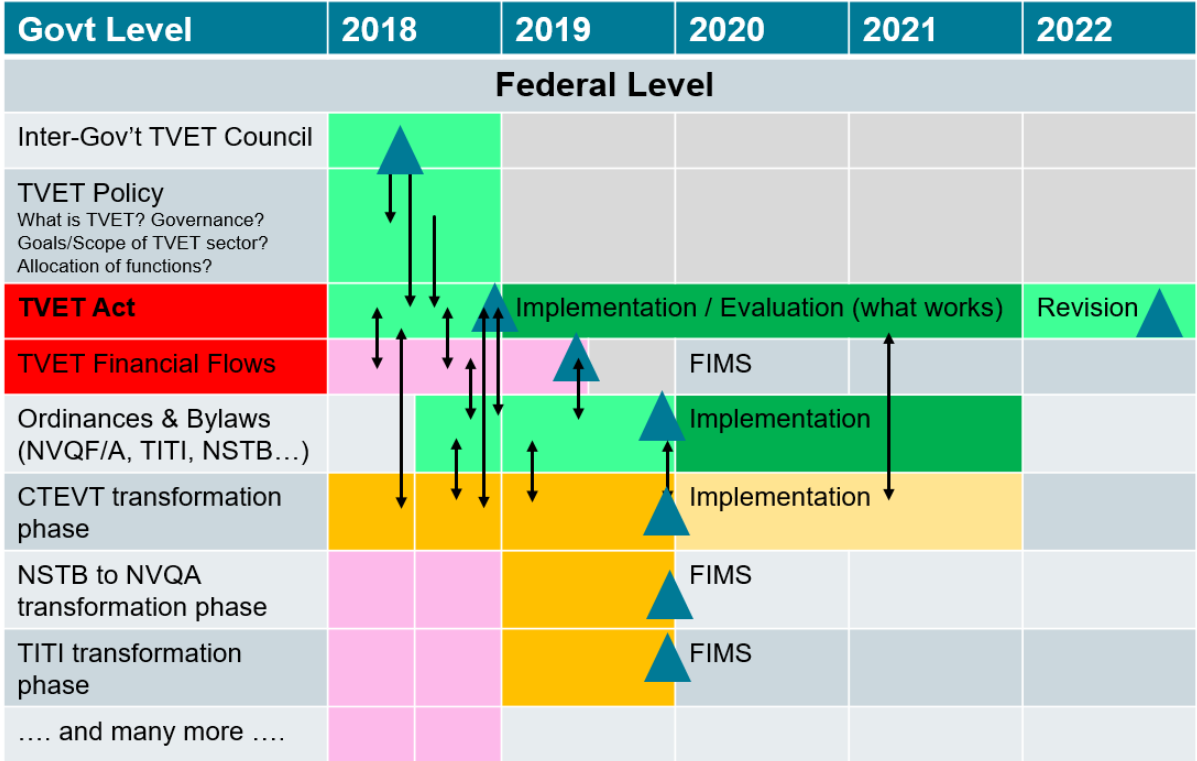 Govt Level 2018 2019 2020 2021 2022
Federal Level
Inter-Gov’t TVET Council
TVET Policy
What is TVET? Governance?
Goals/Scope of TVET sector?
Allocation of functions?
TVET Act Implementation / Evaluation (what works) Revision
TVET Financial Flows FIMS
Ordinances & Bylaws Implementation
(NVQF/A, TITI, NSTB…)
CTEVT transformation Implementation
phase
NSTB to NVQA FIMS
transformation phase
TITI transformation FIMS
phase
…. and many more ….